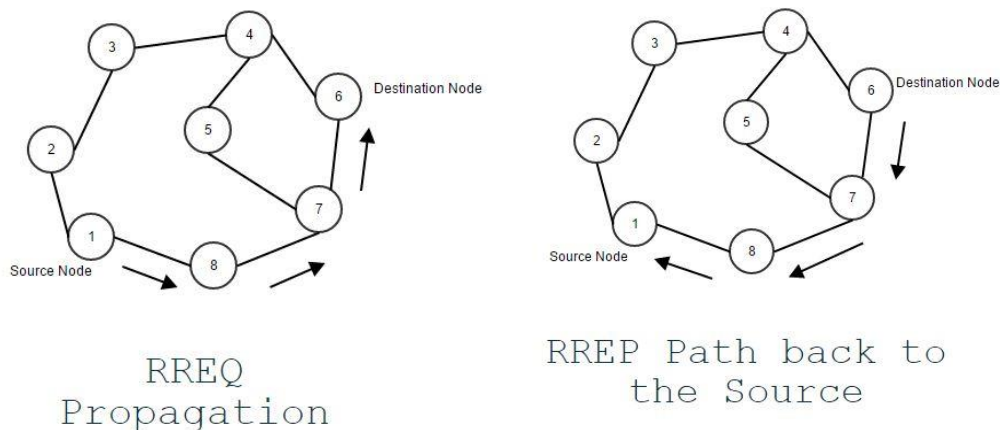 3
4
6
Destination Node
5
2
7
1
8
Source Node
RREQ
Propagation
3
4
6
Destination Node
5
2
7
1
8
Source Node
RREP Path back to
the Source